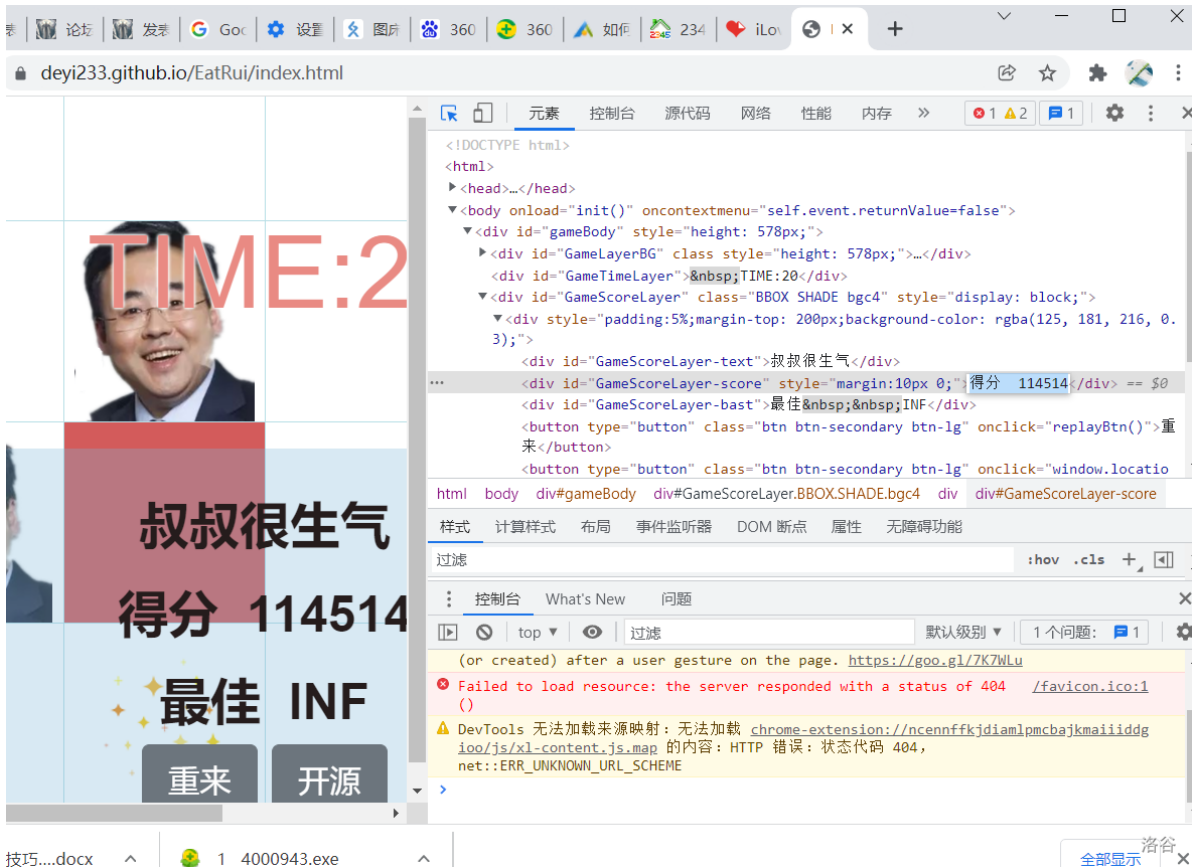 论坛 发表 Goo 设置 图床 360 360 如何 234 iLov
deyi233.github.io/EatRui/index.html
元素 控制台 源代码 网络 性能 内存 » 1 2 1
<!DOCTYPE html>
<html>
<head>…</head>
<body onload="init()" oncontextmenu="self.event.returnValue=false">
<div id="gameBody" style="height: 578px;">
<div id="GameLayerBG" class style="height: 578px;">…</div>
<div id="GameTimeLayer">&nbsp;TIME:20</div>
<div id="GameScoreLayer" class="BBOX SHADE bgc4" style="display: block;">
<div style="padding:5%;margin-top: 200px;background-color: rgba(125, 181, 216, 0.
3);">
<div id="GameScoreLayer-text">叔叔很生气</div>
<div id="GameScoreLayer-score" style="margin:10px 0;">得分 114514</div> == $0
<div id="GameScoreLayer-bast">最佳&nbsp;&nbsp;INF</div>
<button type="button" class="btn btn-secondary btn-lg" onclick="replayBtn()">重
来</button>
<button type="button" class="btn btn-secondary btn-lg" onclick="window.locatio
html body div#gameBody div#GameScoreLayer.BBOX.SHADE.bgc4 div div#GameScoreLayer-score
样式 计算样式 布局 事件监听器 DOM 断点 属性 无障碍功能
过滤 :hov .cls
控制台 What's New 问题
top 过滤 默认级别 1 个问题: 1
(or created) after a user gesture on the page. https://goo.gl/7K7WLu
Failed to load resource: the server responded with a status of 404 /favicon.ico:1
()
DevTools 无法加载来源映射：无法加载 chrome-extension://ncennffkjdiamlpmcbajkmaiiiddg
ioo/js/xl-content.js.map 的内容：HTTP 错误：状态代码 404，
net::ERR_UNKNOWN_URL_SCHEME
TIME:2
叔叔很生气
得分 114514
最佳 INF
重来 开源
技巧....docx 1 4000943.exe 全部显示
洛谷